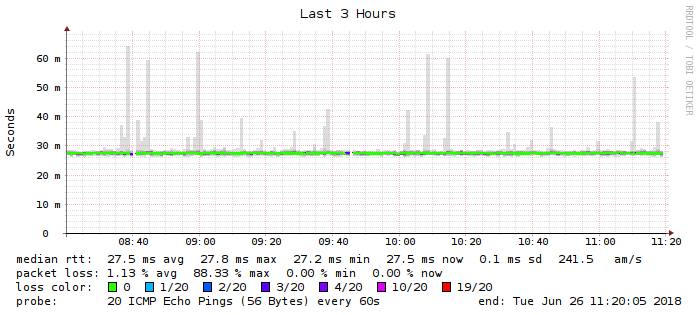 Last 3 Hours
RRDTOOL / TOBI OETIKER
Seconds
60 m
50 m
40 m
30 m
20 m
10 m
0
08:40 09:00 09:20 09:40 10:00 10:20 10:40 11:00 11:20
median rtt: 27.5 ms avg 27.8 ms max 27.2 ms min 27.5 ms now 0.1 ms sd 241.5 am/s
packet loss: 1.13 % avg 88.33 % max 0.00 % min 0.00 % now
loss color: 0 1/20 2/20 3/20 4/20 10/20 19/20
probe: 20 ICMP Echo Pings (56 Bytes) every 60s end: Tue Jun 26 11:20:05 2018